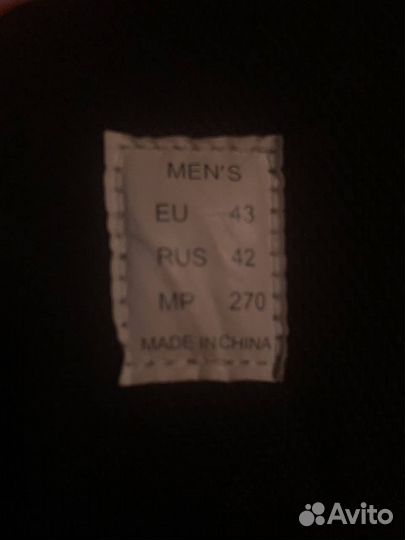 MEN'S
EU 43
RUS 42
MP 270
MADE IN CHINA
Avito